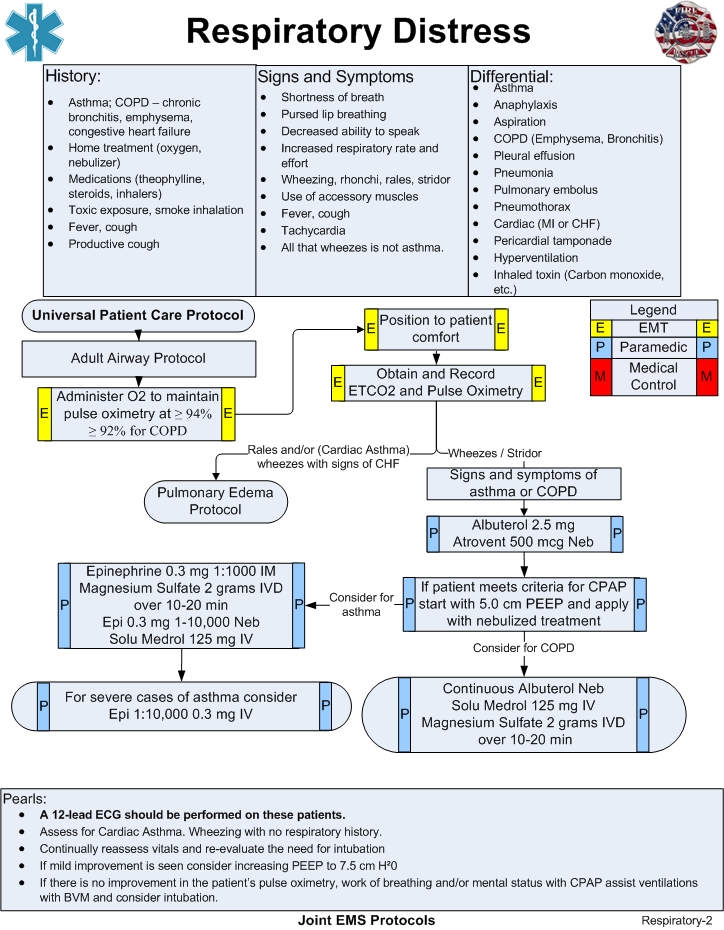 Respiratory Distress
FIRE
History:
Asthma; COPD – chronic
bronchitis, emphysema,
congestive heart failure
Home treatment (oxygen,
nebulizer)
Medications (theophylline,
steroids, inhalers)
Toxic exposure, smoke inhalation
Fever, cough
Productive cough
Signs and Symptoms
Shortness of breath
Pursed lip breathing
Decreased ability to speak
Increased respiratory rate and
effort
Wheezing, rhonchi, rales, stridor
Use of accessory muscles
Fever, cough
Tachycardia
All that wheezes is not asthma.
Differential:
Asthma
Anaphylaxis
Aspiration
COPD (Emphysema, Bronchitis)
Pleural effusion
Pneumonia
Pulmonary embolus
Pneumothorax
Cardiac (MI or CHF)
Pericardial tamponade
Hyperventilation
Inhaled toxin (Carbon monoxide,
etc.)
Universal Patient Care Protocol
Adult Airway Protocol
E
Administer O2 to maintain
pulse oximetry at ≥ 94%
≥ 92% for COPD
E
E
Position to patient
comfort
E
E
Obtain and Record
ETCO2 and Pulse Oximetry
E
Legend
E EMT E
P Paramedic P
M Medical M
Control
Rales and/or (Cardiac Asthma)
wheezes with signs of CHF
Wheezes / Stridor
Pulmonary Edema
Protocol
Signs and symptoms of
asthma or COPD
P
Albuterol 2.5 mg
Atrovent 500 mcg Neb
P
P
If patient meets criteria for CPAP
start with 5.0 cm PEEP and apply
with nebulized treatment
P
Consider for
asthma
Consider for COPD
P
Epinephrine 0.3 mg 1:1000 IM
Magnesium Sulfate 2 grams IVD
over 10-20 min
Epi 0.3 mg 1-10,000 Neb
Solu Medrol 125 mg IV
P
P
For severe cases of asthma consider
Epi 1:10,000 0.3 mg IV
P
P
Continuous Albuterol Neb
Solu Medrol 125 mg IV
Magnesium Sulfate 2 grams IVD
over 10-20 min
P
Pearls:
A 12-lead ECG should be performed on these patients.
Assess for Cardiac Asthma. Wheezing with no respiratory history.
Continually reassess vitals and re-evaluate the need for intubation
If mild improvement is seen consider increasing PEEP to 7.5 cm H²0
If there is no improvement in the patient's pulse oximetry, work of breathing and/or mental status with CPAP assist ventilations
with BVM and consider intubation.
Joint EMS Protocols
Respiratory-2